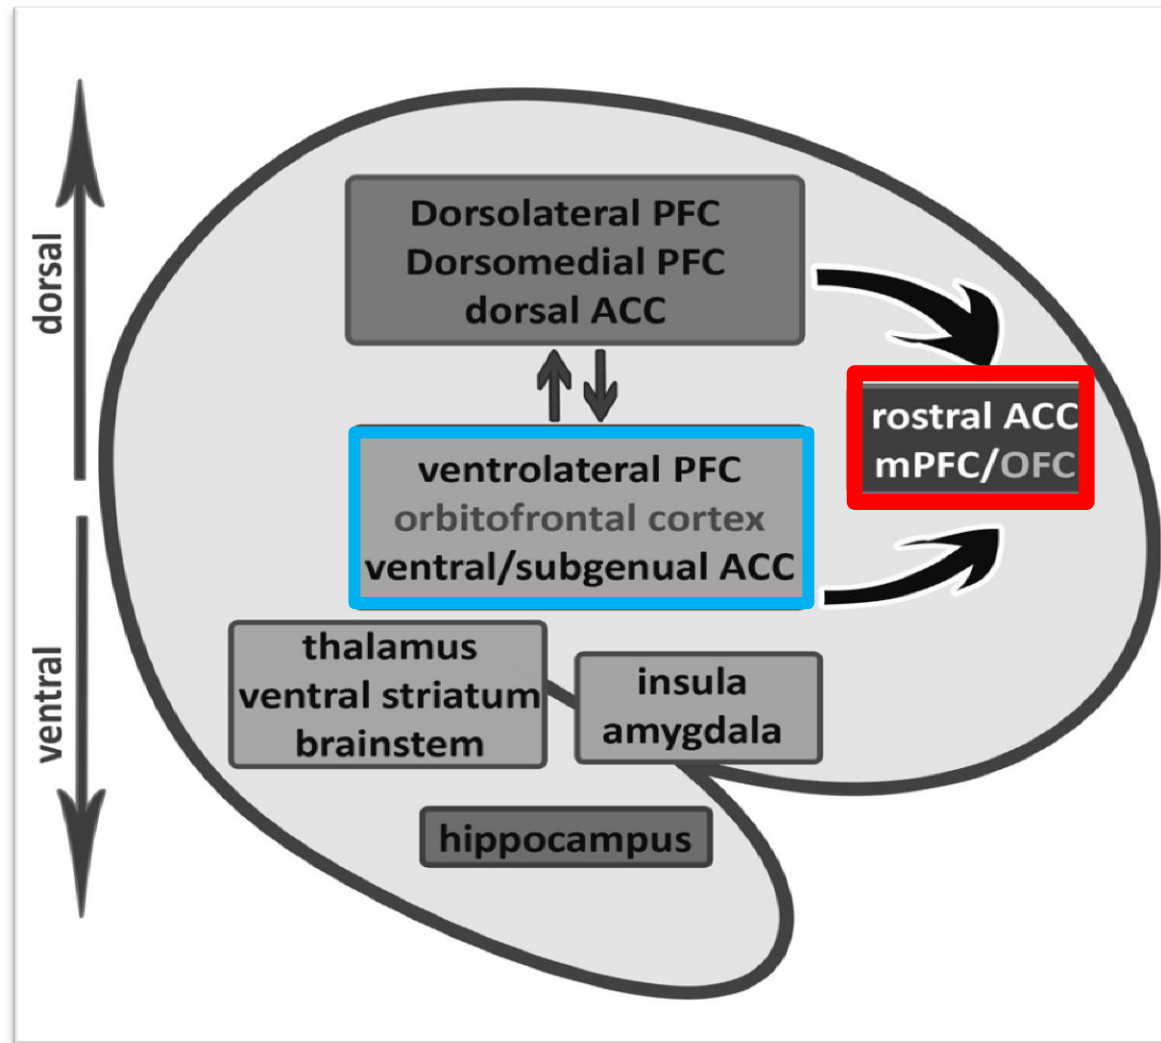 dorsal
Dorsolateral PFC
Dorsomedial PFC
dorsal ACC
rostral ACC
mPFC/OFC
ventrolateral PFC
orbitofrontal cortex
ventral/subgenual ACC
ventral
thalamus
ventral striatum
brainstem
insula
amygdala
hippocampus